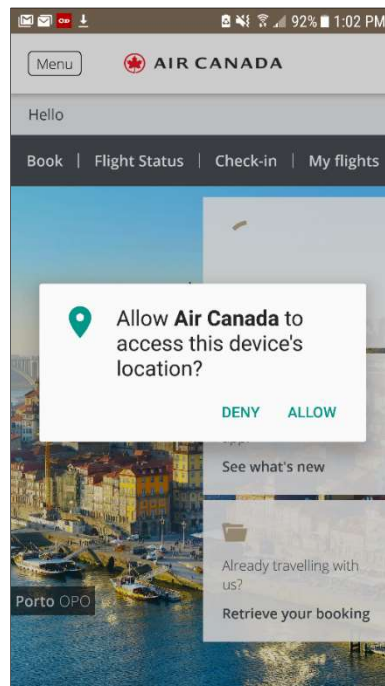 92% 1:02 PM
Menu
AIR CANADA
Hello
Book | Flight Status | Check-in | My flights
Allow Air Canada to
access this device's
location?
DENY ALLOW
See what's new
Already travelling with
us?
Retrieve your booking
Porto OPO